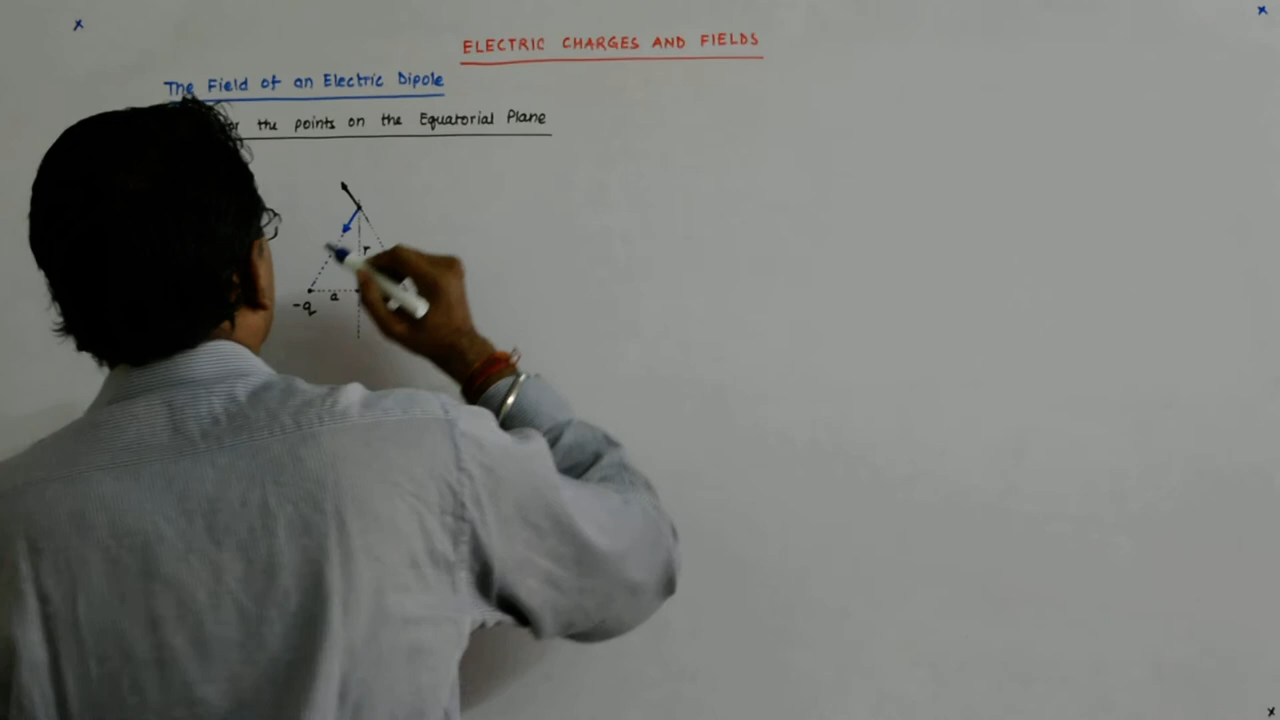 x
x
ELECTRIC CHARGES AND FIELDS
The Field of an Electric Dipole
the points on the Equatorial Plane
r
a
-q
x